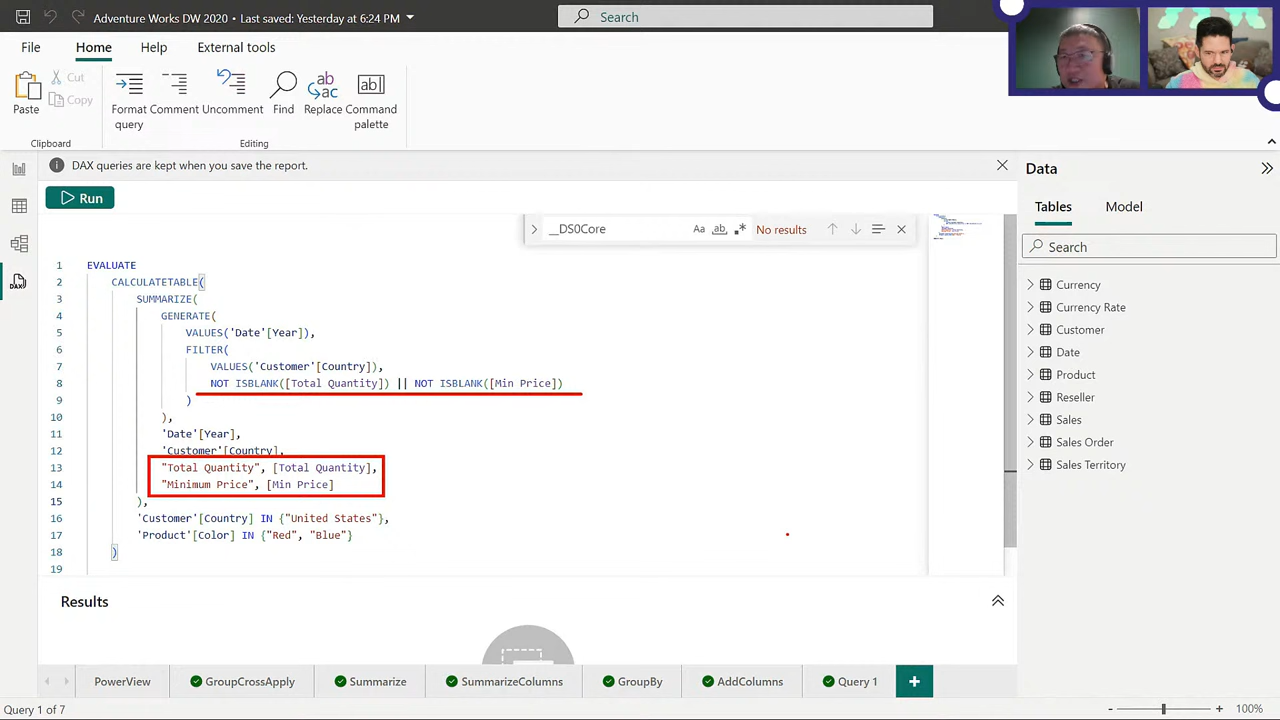 Adventure Works DW 2020 • Last saved: Yesterday at 6:24 PM
Search
File
Home
Help
External tools
Paste
Cut
Copy
Clipboard
Format query
Comment
Uncomment
Find
ab
ac
Replace
ab
Command palette
Editing
DAX queries are kept when you save the report.
Run
__DS0Core
Aa
ab
No results
1 EVALUATE
2 CALCULATETABLE(
3 SUMMARIZE(
4 GENERATE(
5 VALUES('Date'[Year]),
6 FILTER(
7 VALUES('Customer'[Country]),
8 NOT ISBLANK([Total Quantity]) || NOT ISBLANK([Min Price])
9 )
10 ),
11 'Date'[Year],
12 'Customer'[Country],
13 "Total Quantity", [Total Quantity],
14 "Minimum Price", [Min Price]
15 ),
16 'Customer'[Country] IN {"United States"},
17 'Product'[Color] IN {"Red", "Blue"}
18 )
19
Results
Data
Tables
Model
Search
Currency
Currency Rate
Customer
Date
Product
Reseller
Sales
Sales Order
Sales Territory
DAX
PowerView
GroupCrossApply
Summarize
SummarizeColumns
GroupBy
AddColumns
Query 1
+
Query 1 of 7
- + 100%